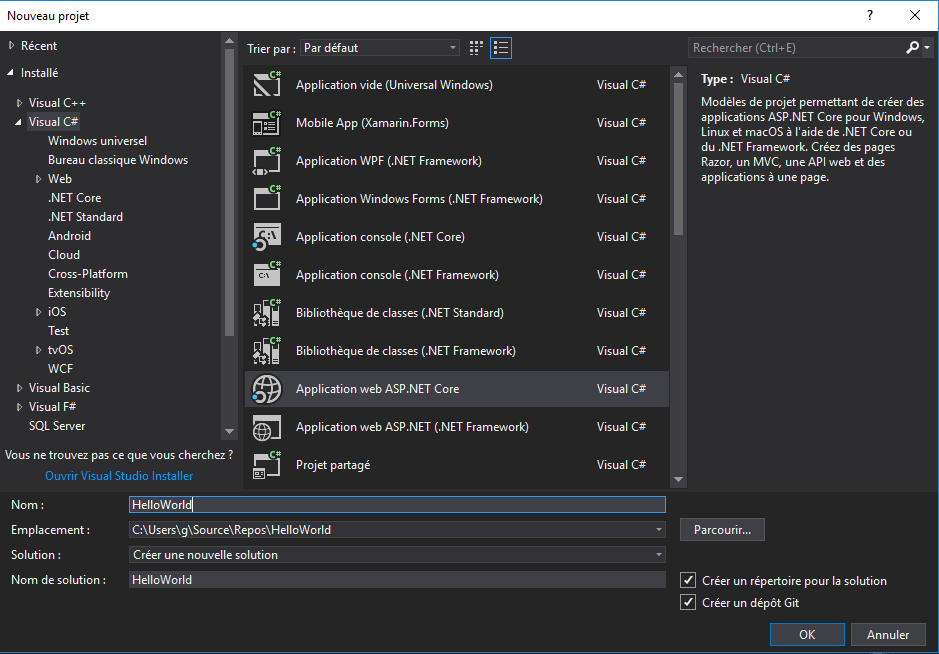 Nouveau projet
?
Récent
Installé
Visual C++
Visual C#
Windows universel
Bureau classique Windows
Web
.NET Core
.NET Standard
Android
Cloud
Cross-Platform
Extensibility
iOS
Test
tvOS
WCF
Visual Basic
Visual F#
SQL Server
Vous ne trouvez pas ce que vous cherchez ?
Ouvrir Visual Studio Installer
Trier par : Par défaut
Application vide (Universal Windows) Visual C#
Mobile App (Xamarin.Forms) Visual C#
Application WPF (.NET Framework) Visual C#
Application Windows Forms (.NET Framework) Visual C#
Application console (.NET Core) Visual C#
Application console (.NET Framework) Visual C#
Bibliothèque de classes (.NET Standard) Visual C#
Bibliothèque de classes (.NET Framework) Visual C#
Application web ASP.NET Core Visual C#
Application web ASP.NET (.NET Framework) Visual C#
Projet partagé Visual C#
Rechercher (Ctrl+E)
Type : Visual C#
Modèles de projet permettant de créer des
applications ASP.NET Core pour Windows,
Linux et macOS à l'aide de .NET Core ou
du .NET Framework. Créez des pages
Razor, un MVC, une API web et des
applications à une page.
Nom : HelloWorld
Emplacement : C:\Users\g\Source\Repos\HelloWorld
Parcourir...
Solution : Créer une nouvelle solution
Nom de solution : HelloWorld
Créer un répertoire pour la solution
Créer un dépôt Git
OK
Annuler